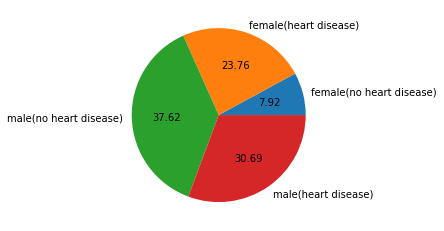 female(heart disease)
23.76
female(no heart disease)
7.92
male(no heart disease)
37.62
30.69
male(heart disease)